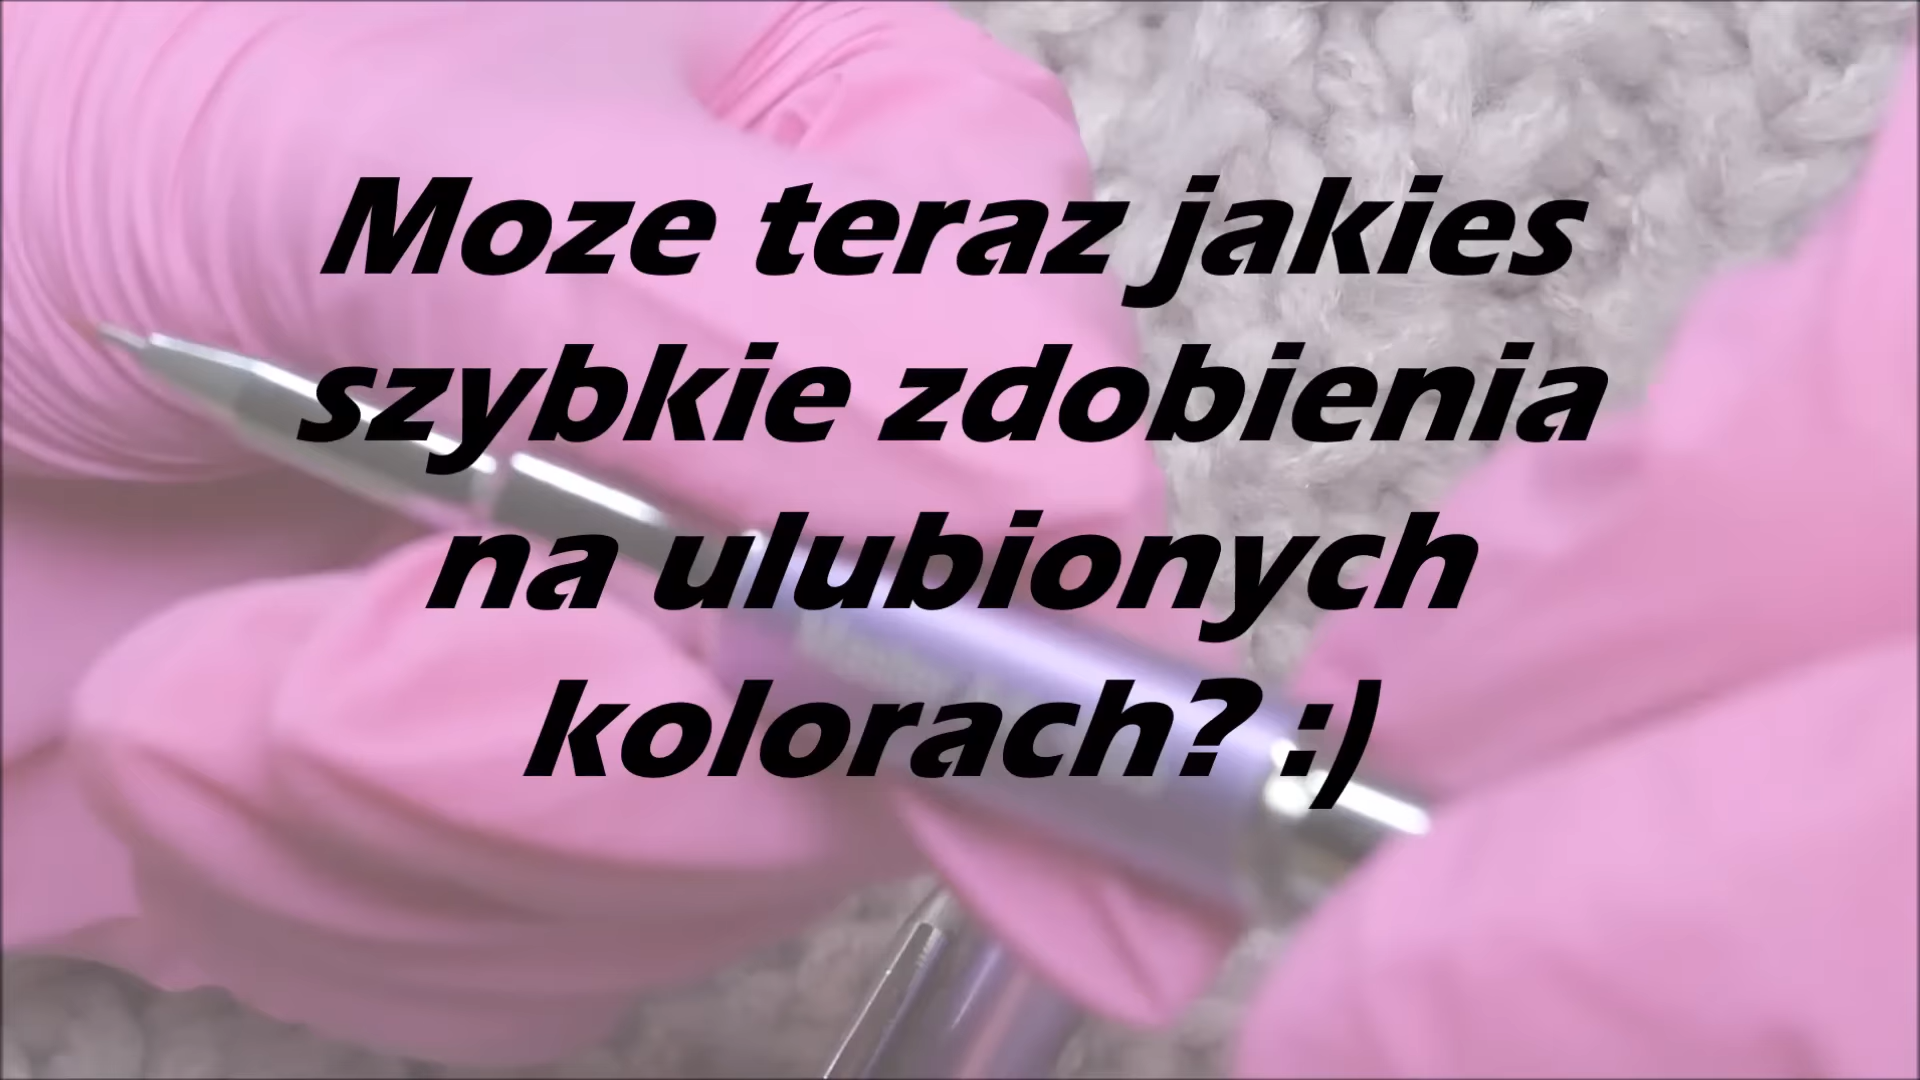 Moze teraz jakies
szybkie zdobienia
na ulubionych
kolorach? :)